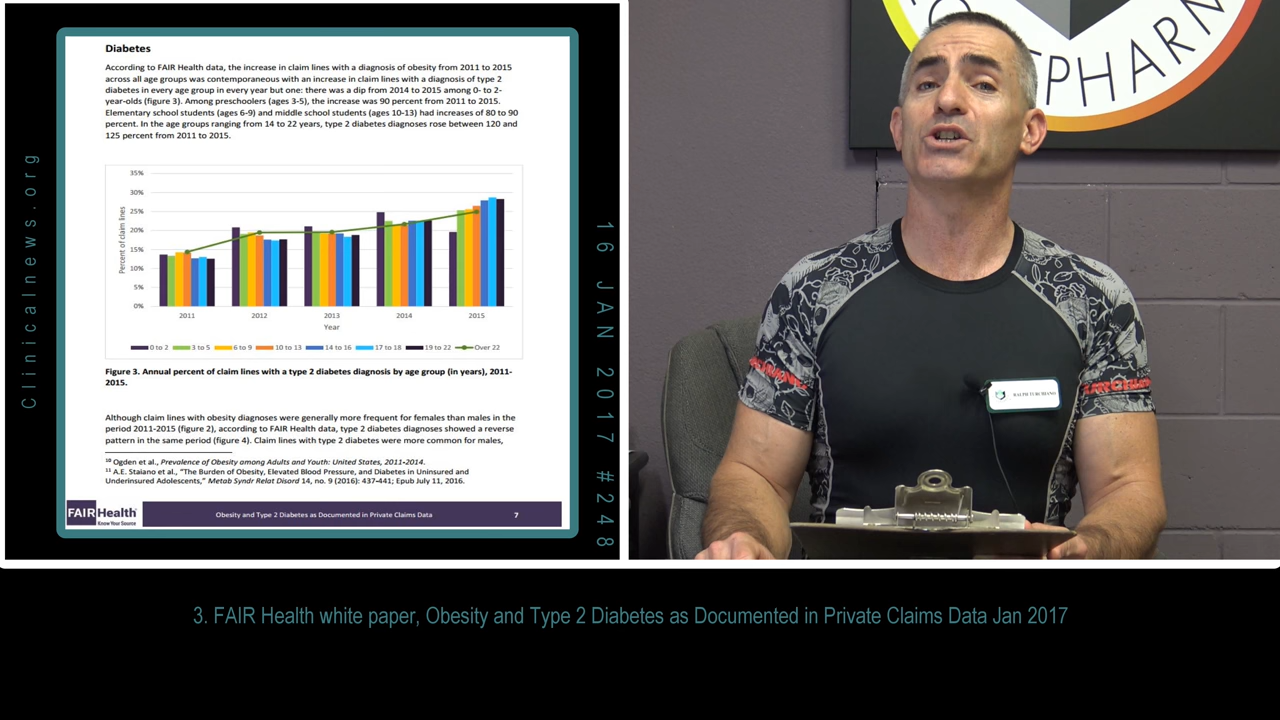 Clinicalnews.org
Diabetes
According to FAIR Health data, the increase in claim lines with a diagnosis of obesity from 2011 to 2015
across all age groups was contemporaneous with an increase in claim lines with a diagnosis of type 2
diabetes in every age group in every year but one: there was a dip from 2014 to 2015 among 0- to 2-
year-olds (figure 3). Among preschoolers (ages 3-5), the increase was 90 percent from 2011 to 2015.
Elementary school students (ages 6-9) and middle school students (ages 10-13) had increases of 80 to 90
percent. In the age groups ranging from 14 to 22 years, type 2 diabetes diagnoses rose between 120 and
125 percent from 2011 to 2015.
Percent of claim lines
35%
30%
25%
20%
15%
10%
5%
0%
2011 2012 2013 2014 2015
Year
0 to 2 3 to 5 6 to 9 10 to 13 14 to 16 17 to 18 19 to 22 Over 22
Figure 3. Annual percent of claim lines with a type 2 diabetes diagnosis by age group (in years), 2011-
2015.
Although claim lines with obesity diagnoses were generally more frequent for females than males in the
period 2011-2015 (figure 2), according to FAIR Health data, type 2 diabetes diagnoses showed a reverse
pattern in the same period (figure 4). Claim lines with type 2 diabetes were more common for males,
10 Ogden et al., Prevalence of Obesity among Adults and Youth: United States, 2011-2014.
11 A.E. Staiano et al., "The Burden of Obesity, Elevated Blood Pressure, and Diabetes in Uninsured and
Underinsured Adolescents," Metab Syndr Relat Disord 14, no. 9 (2016): 437-441; Epub July 11, 2016.
FAIR Health
Know Your Source
Obesity and Type 2 Diabetes as Documented in Private Claims Data 7
16 JAN 2017 #248
PHARM
3. FAIR Health white paper, Obesity and Type 2 Diabetes as Documented in Private Claims Data Jan 2017